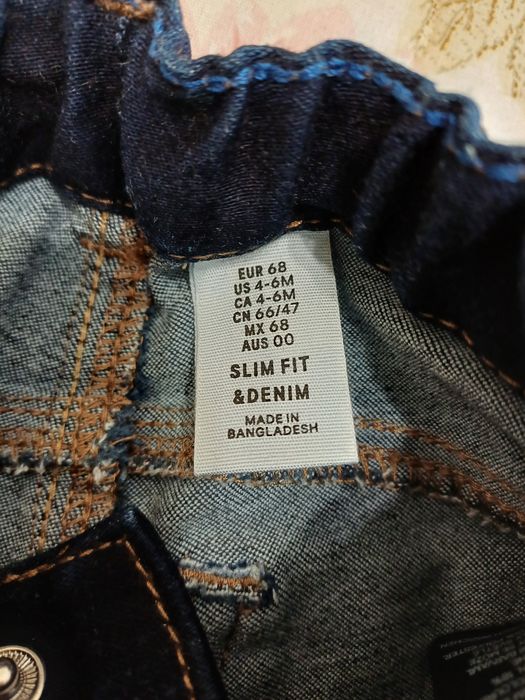 EUR 68
US 4-6M
CA 4-6M
CN 66/47
MX 68
AUS 00
SLIM FIT
&DENIM
MADE IN
BANGLADESH